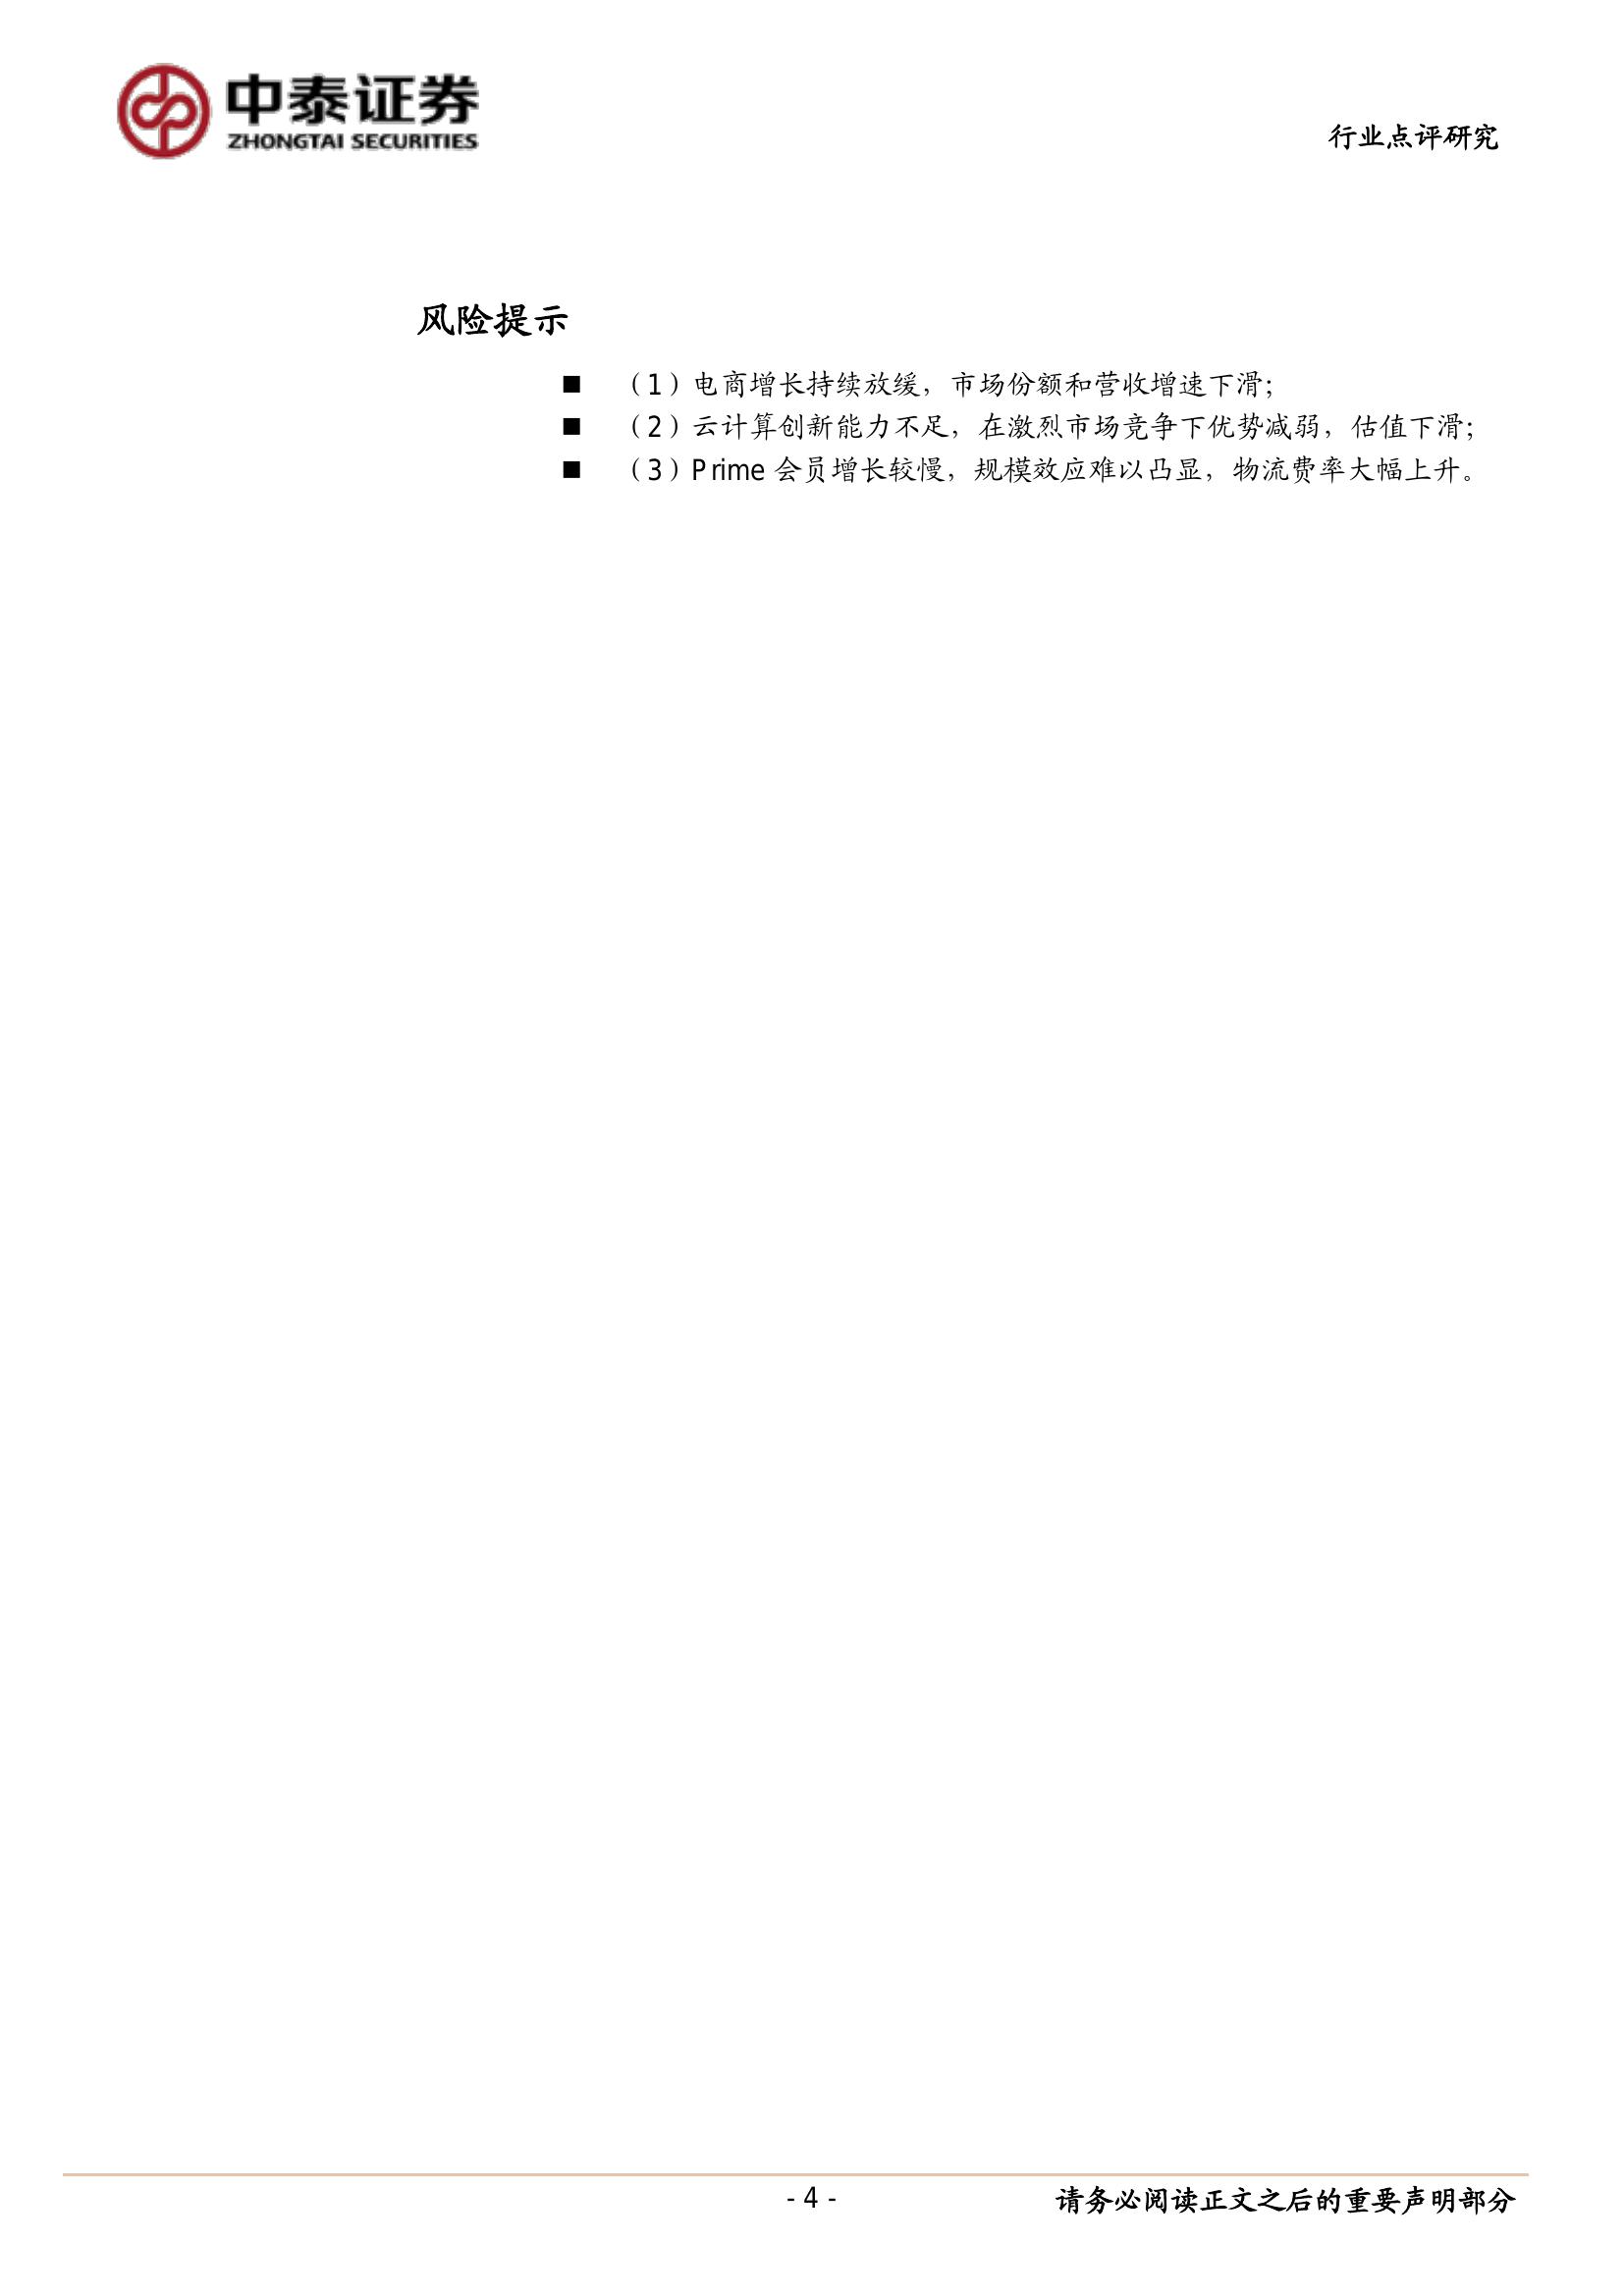 中泰证券
ZHONGTAI SECURITIES
行业点评研究
风险提示
■ （1）电商增长持续放缓，市场份额和营收增速下滑；
■ （2）云计算创新能力不足，在激烈市场竞争下优势减弱，估值下滑；
■ （3）Prime 会员增长较慢，规模效应难以凸显，物流费率大幅上升。
- 4 -
请务必阅读正文之后的重要声明部分